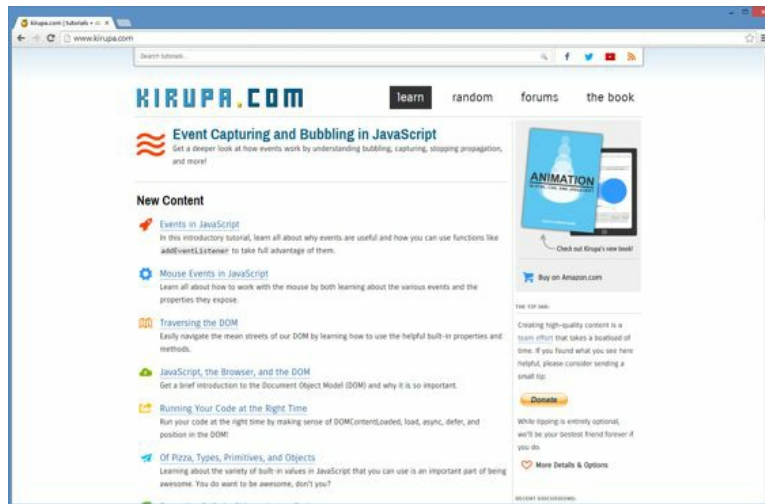 kirupa.com | tutorials
www.kirupa.com
Search tutorials
KIRUPA.COM
learn
random
forums
the book
Event Capturing and Bubbling in JavaScript
Get a deeper look at how events work by understanding bubbling, capturing, stopping propagation,
and more!
New Content
Events in JavaScript
In this introductory tutorial, learn all about why events are useful and how you can use functions like
addEventListener to take full advantage of them.
Mouse Events in JavaScript
Learn all about how to work with the mouse by both learning about the various events and the
properties they expose.
Traversing the DOM
Easily navigate the mean streets of our DOM by learning how to use the helpful built-in properties and
methods.
JavaScript, the Browser, and the DOM
Get a brief introduction to the Document Object Model (DOM) and why it is so important.
Running Your Code at the Right Time
Run your code at the right time by making sense of DOMContentLoaded, load, async, defer, and
position in the DOM!
Of Pizza, Types, Primitives, and Objects
Learning about the variety of built-in values in JavaScript that you can use is an important part of being
awesome. You do want to be awesome, don't you?
ANIMATION
IN HTML, CSS, AND JAVASCRIPT
Check out Kirupa's new book!
Buy on Amazon.com
THE TIP JAR:
Creating high-quality content is a
team effort that takes a boatload of
time. If you found what you see here
helpful, please consider sending a
small tip:
Donate
While tipping is entirely optional,
we'll be your bestest friend forever if
you do.
More Details & Options
RECENT DISCUSSIONS: